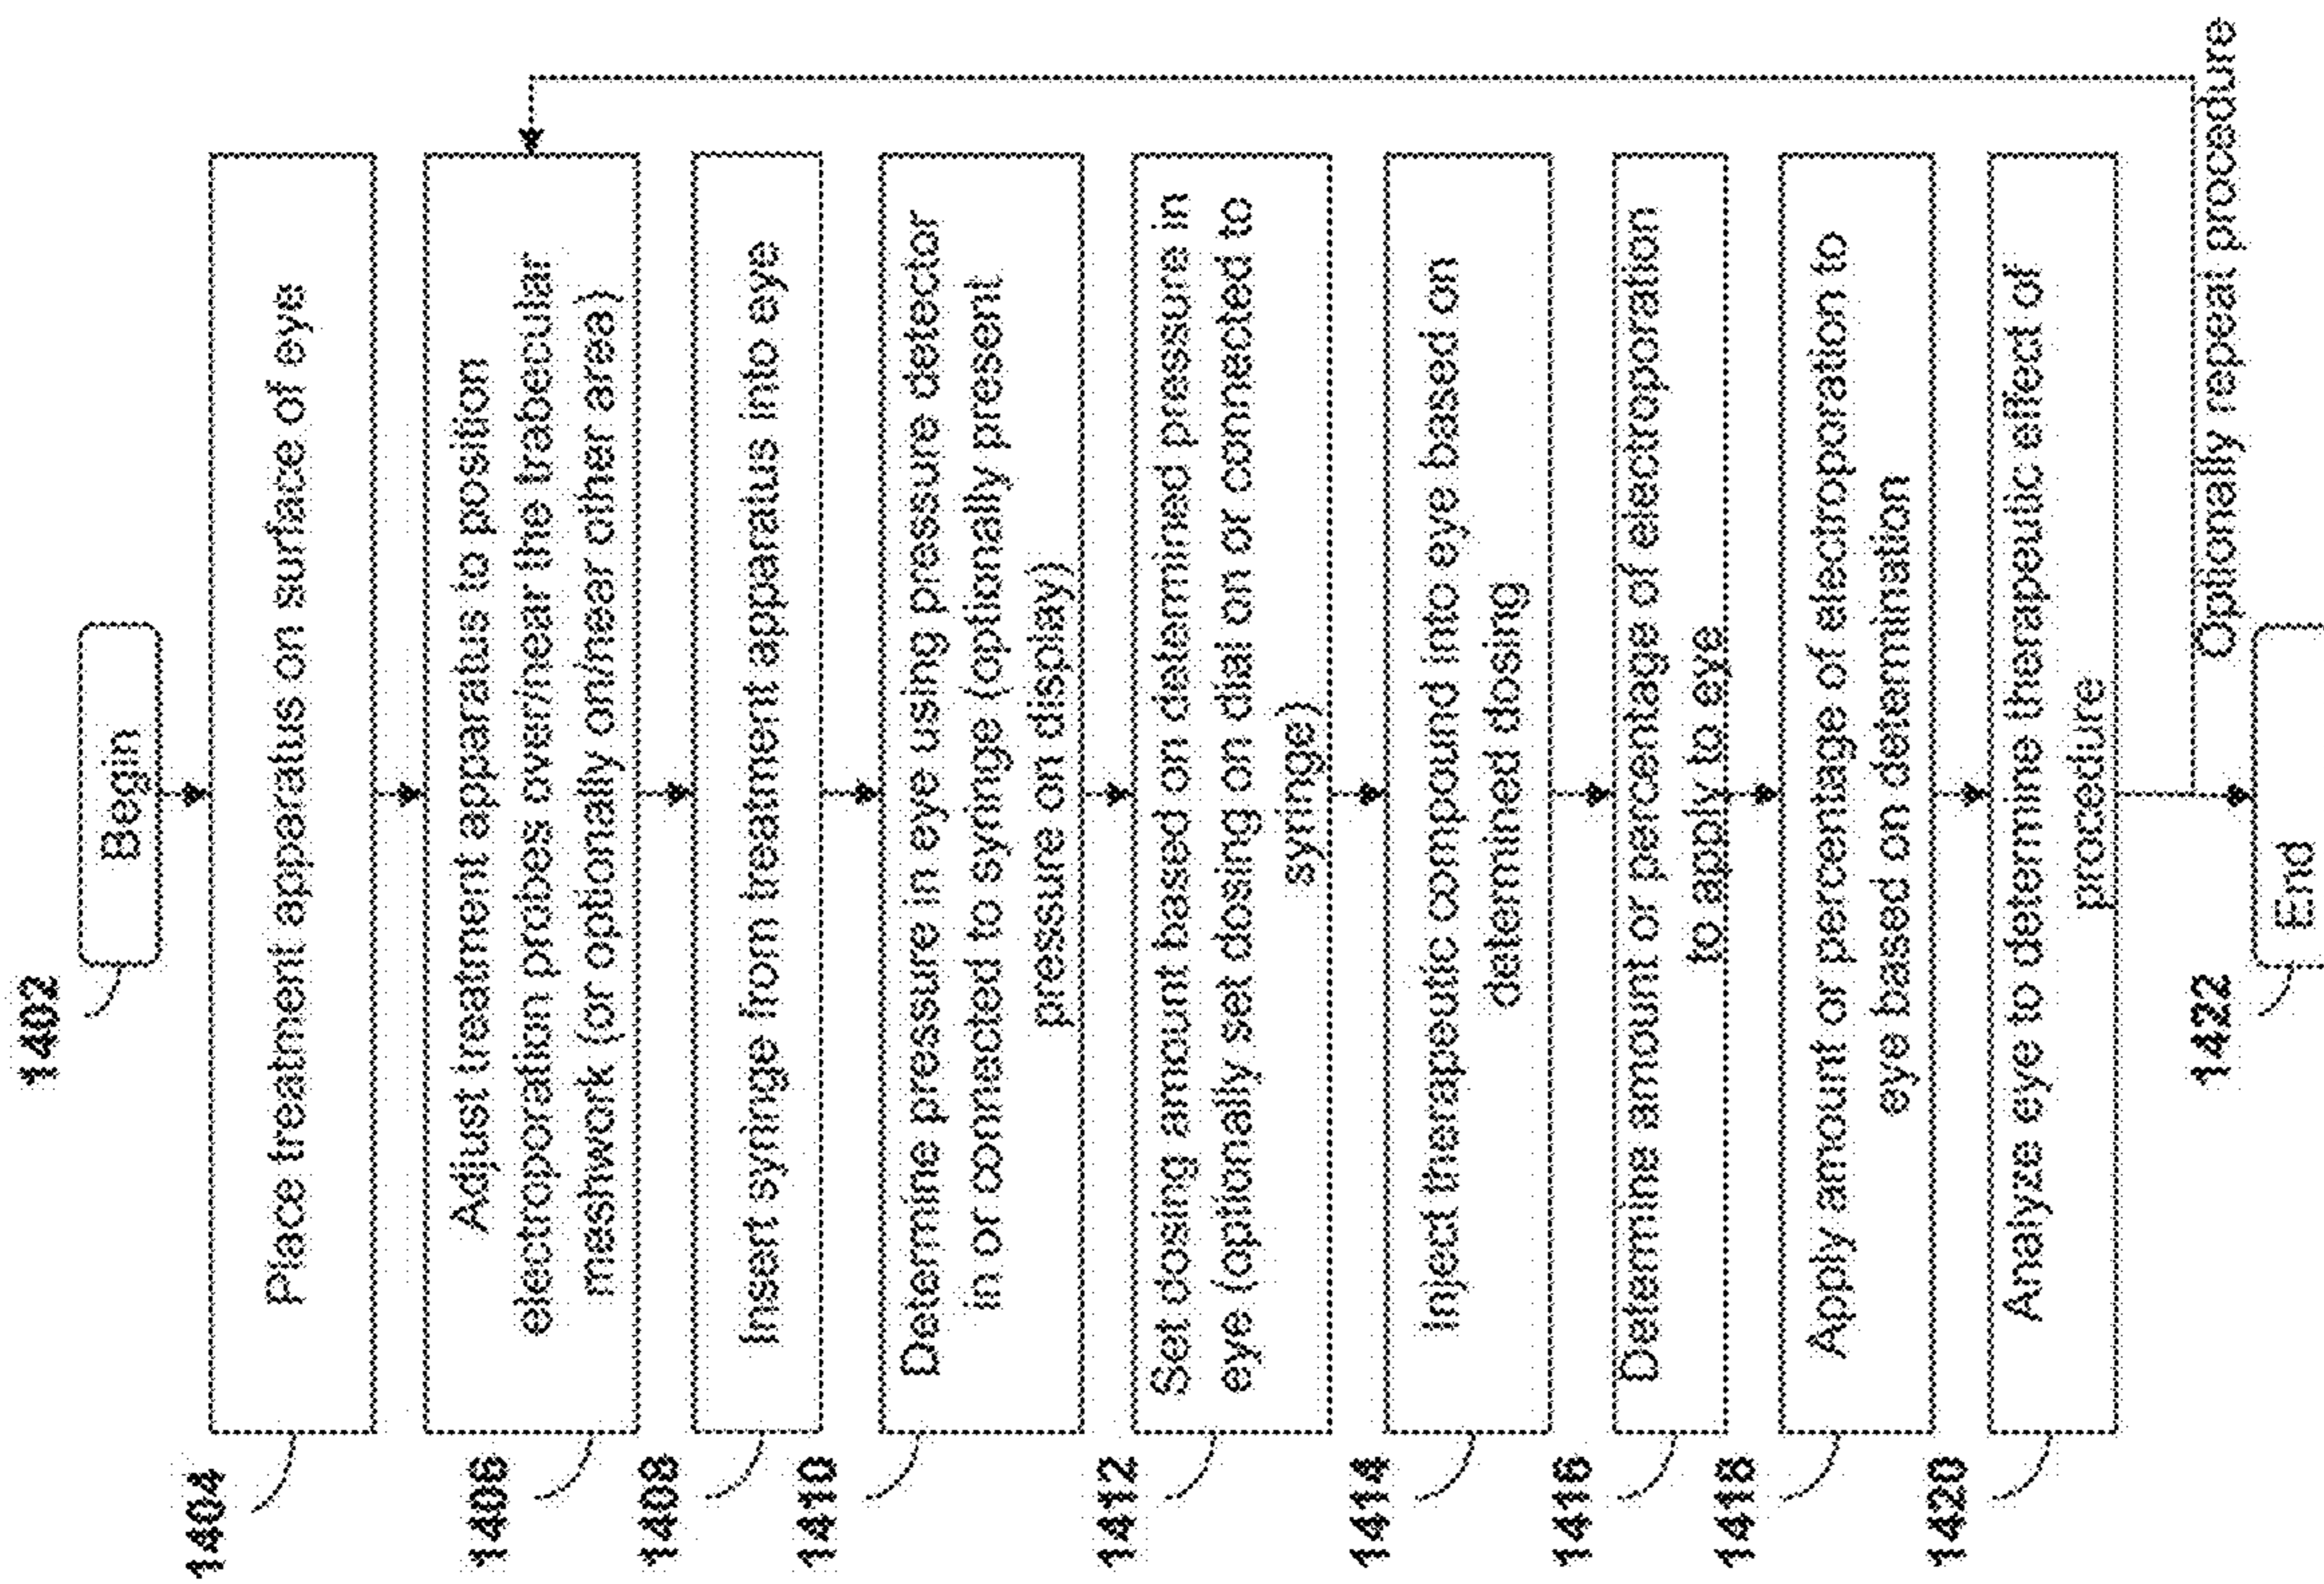 1402
Begin
1404
Place treatment apparatus on surface of eye
1406
Adjust treatment apparatus to position
electroporation probes over/near the trabecular
meshwork (or optionally on/near other area)
1408
Insert syringe from treatment apparatus into eye
1410
Determine pressure in eye using pressure detector
in or connected to syringe (optionally present
pressure on display)
1412
Set dosing amount based on determined pressure in
eye (optionally set dosing on dial on or connected to
syringe)
1414
Inject therapeutic compound into eye based on
determined dosing
1416
Determine amount or percentage of electroporation
to apply to eye
1418
Apply amount or percentage of electroporation to
eye based on determination
1420
Analyze eye to determine therapeutic effect of
procedure
Optionally repeat procedure
1422
End